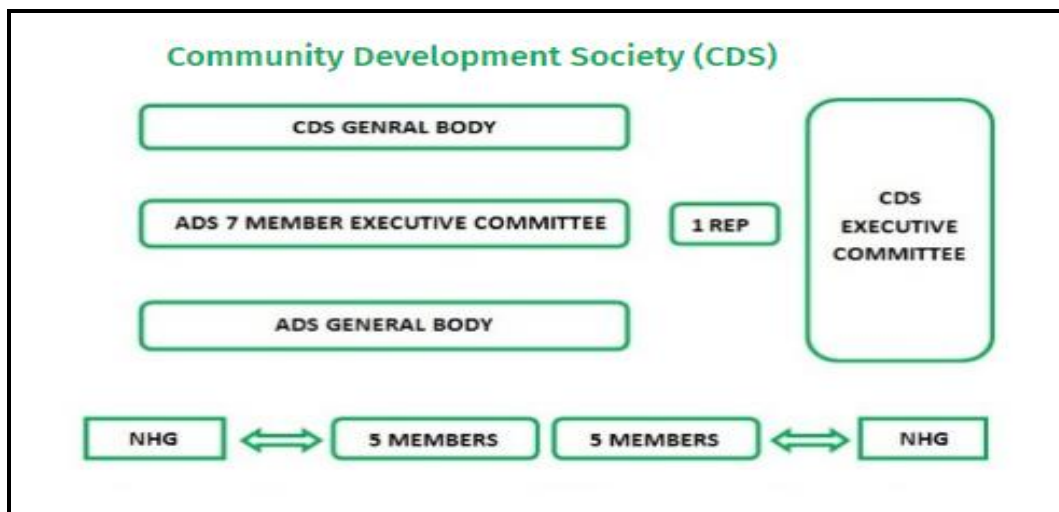 Community Development Society (CDS)
CDS GENRAL BODY
ADS 7 MEMBER EXECUTIVE COMMITTEE
1 REP
CDS
EXECUTIVE
COMMITTEE
ADS GENERAL BODY
NHG
5 MEMBERS
5 MEMBERS
NHG